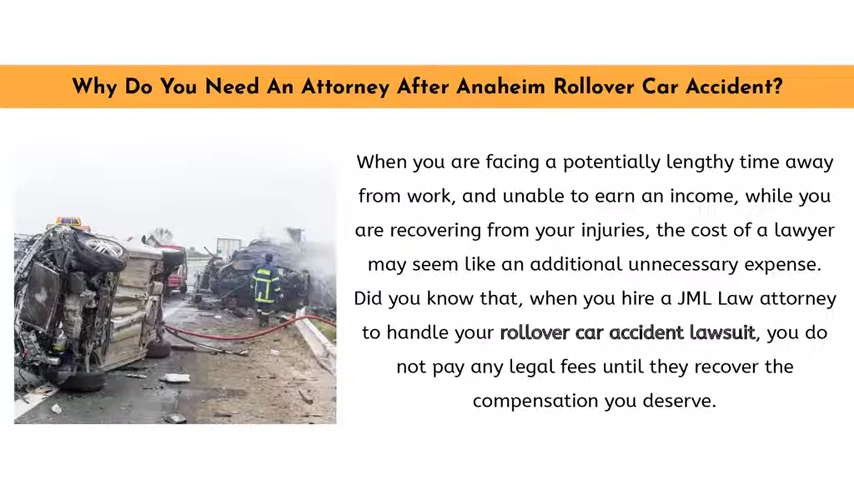 Why Do You Need An Attorney After Anaheim Rollover Car Accident?
When you are facing a potentially lengthy time away
from work, and unable to earn an income, while you
are recovering from your injuries, the cost of a lawyer
may seem like an additional unnecessary expense.
Did you know that, when you hire a JML Law attorney
to handle your rollover car accident lawsuit, you do
not pay any legal fees until they recover the
compensation you deserve.